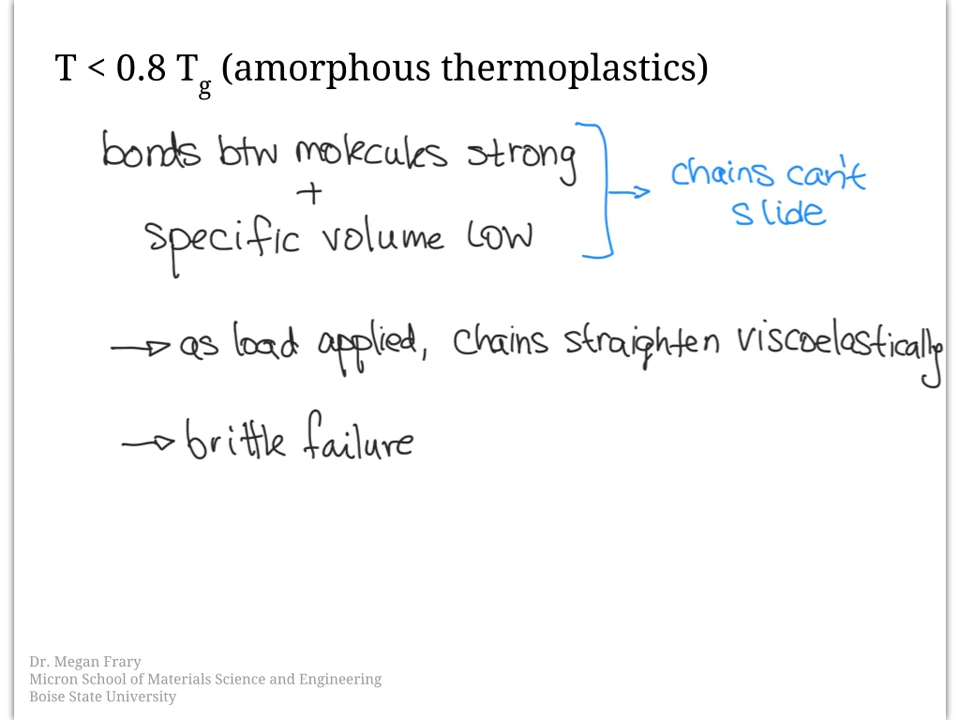 T < 0.8 Tg (amorphous thermoplastics)
bonds btw molecules strong
+
specific volume low
chains can't
slide
→ as load applied, chains straighten viscoelastically
→ brittle failure
Dr. Megan Frary
Micron School of Materials Science and Engineering
Boise State University